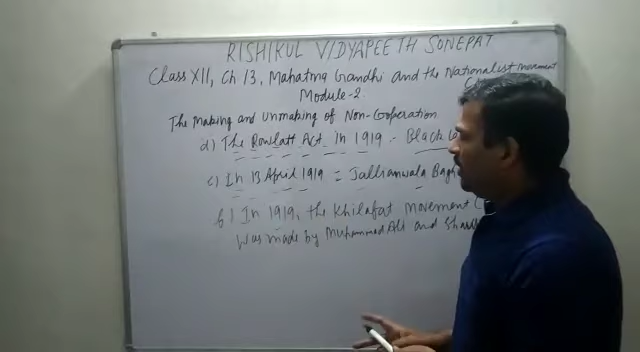 RISHIKUL VIDYAPEETH SONEPAT
Class XII, Ch 13, Mahatma Gandhi and the Nationalist movement
Module-2.
The Making and Unmaking of Non-Cooperation
d) The Rowlatt Act in 1919 - Black
e) In 13 April 1919 = Jallianwala Bagh
f) In 1919, the Khilafat Movement
was made by Muhammad Ali and